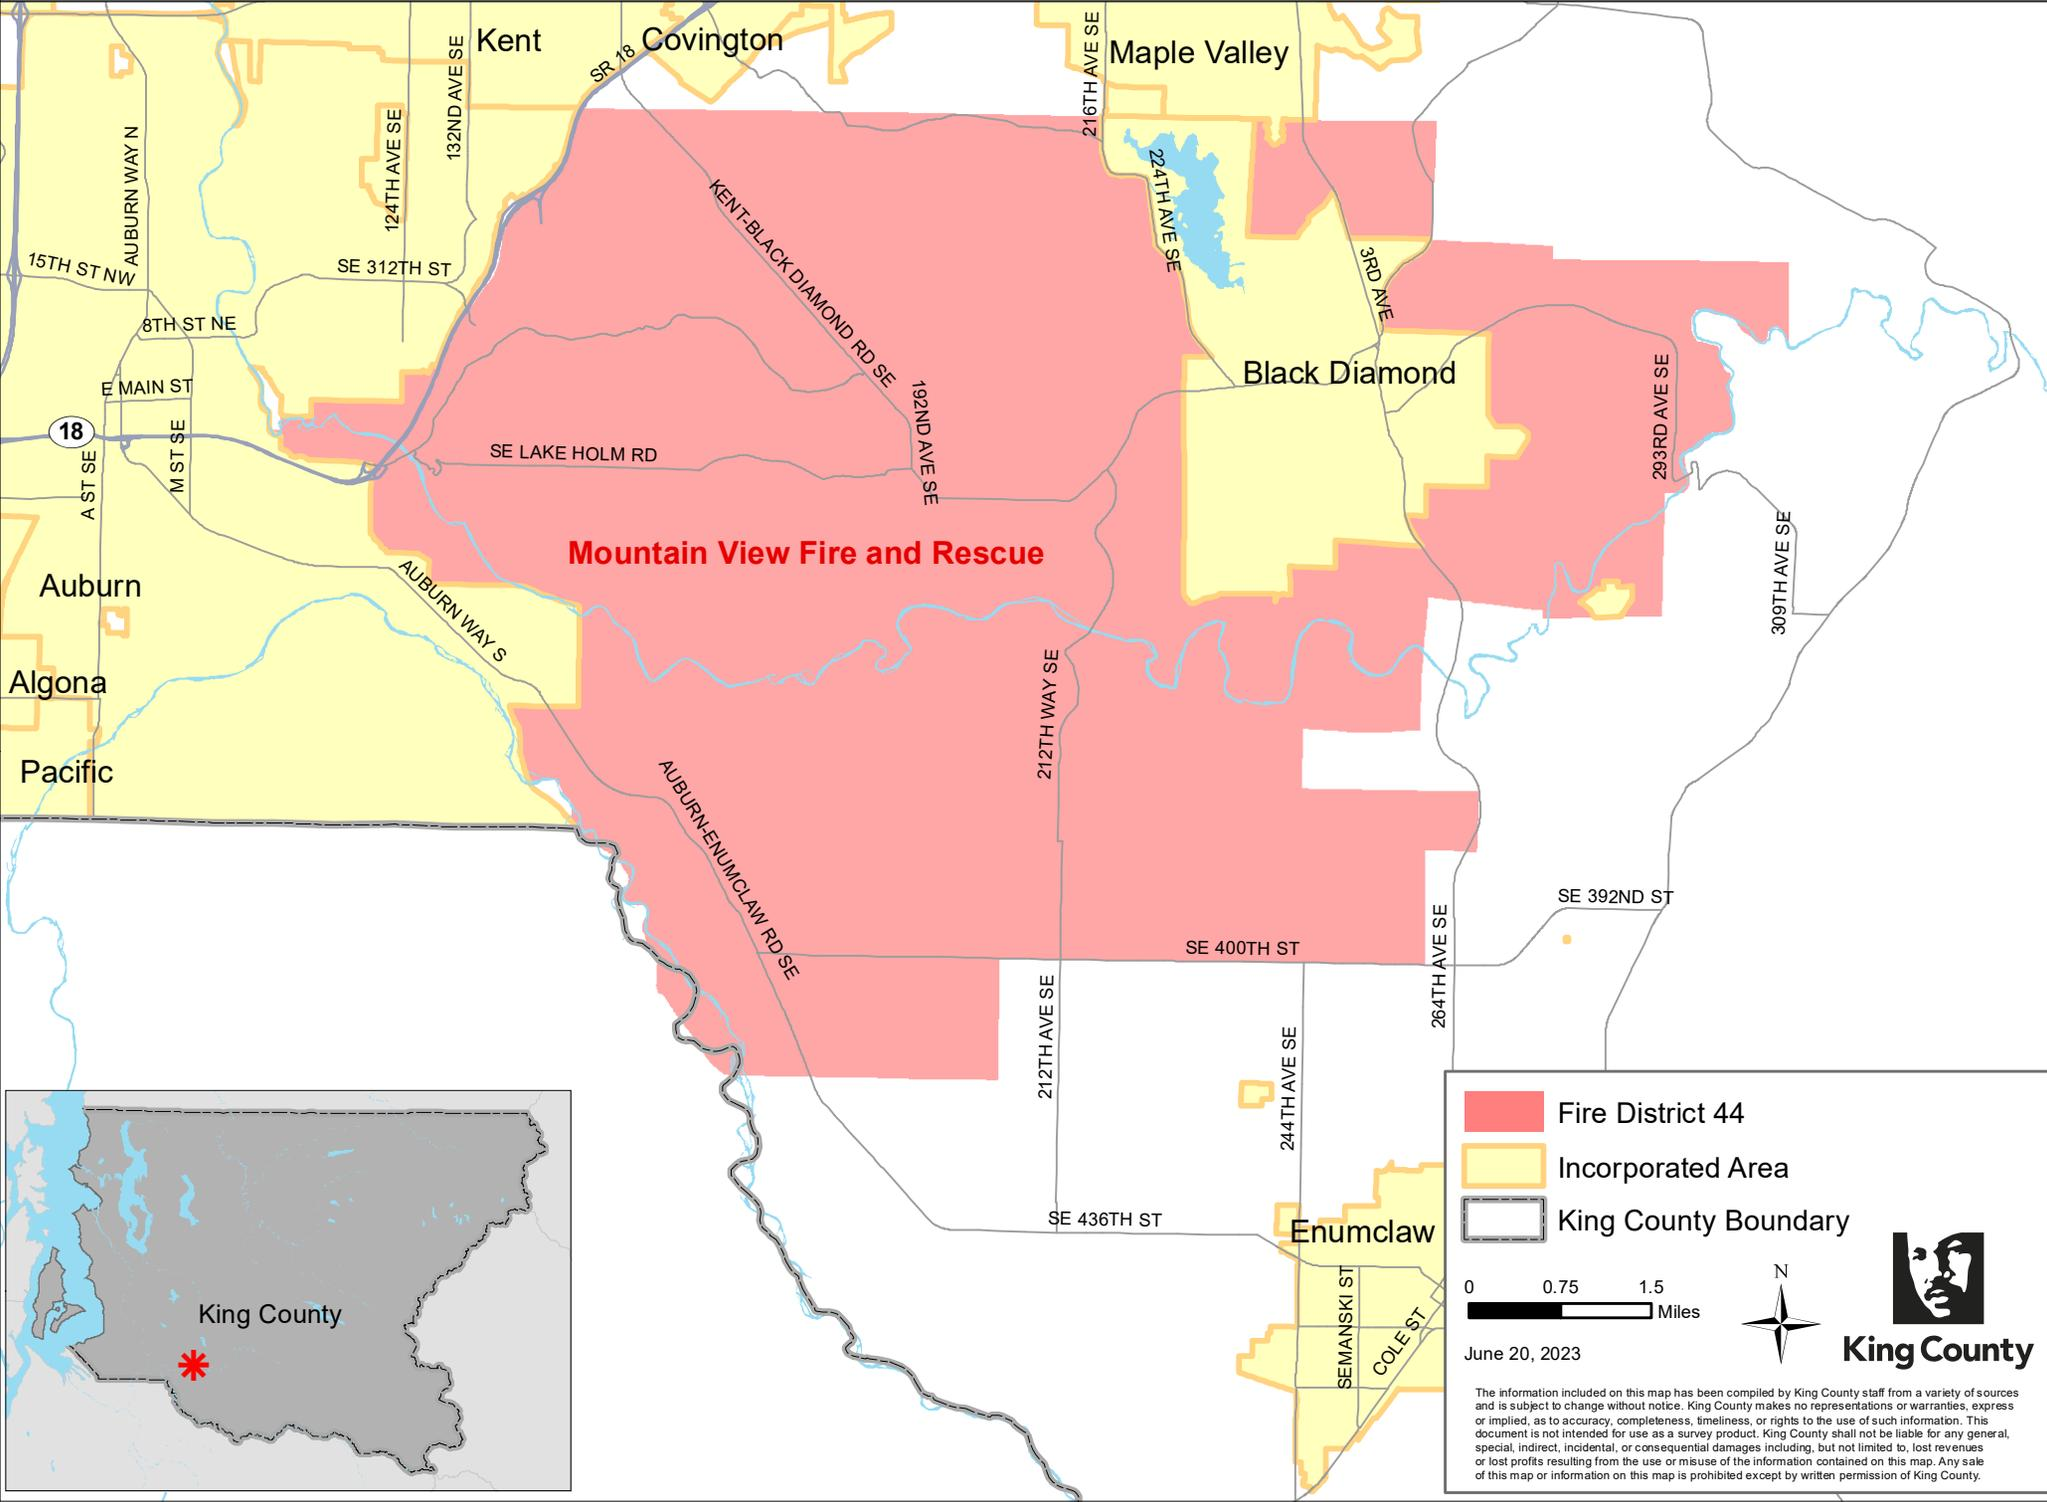 Kent
Covington
Maple Valley
SR 18
216TH AVE SE
132ND AVE SE
124TH AVE SE
AUBURN WAY N
224TH AVE SE
KENT-BLACK DIAMOND RD SE
15TH ST NW
SE 312TH ST
3RD AVE
8TH ST NE
Black Diamond
E MAIN ST
192ND AVE SE
293RD AVE SE
18
M ST SE
A ST SE
SE LAKE HOLM RD
309TH AVE SE
Mountain View Fire and Rescue
Auburn
AUBURN WAY S
Algona
212TH WAY SE
Pacific
AUBURN-ENUMCLAW RD SE
SE 392ND ST
SE 400TH ST
264TH AVE SE
212TH AVE SE
244TH AVE SE
SE 436TH ST
Enumclaw
SEMANSKI ST
COLE ST
King County
Fire District 44
Incorporated Area
King County Boundary
0 0.75 1.5
Miles
N
King County
June 20, 2023
The information included on this map has been compiled by King County staff from a variety of sources
and is subject to change without notice. King County makes no representations or warranties, express
or implied, as to accuracy, completeness, timeliness, or rights to the use of such information. This
document is not intended for use as a survey product. King County shall not be liable for any general,
special, indirect, incidental, or consequential damages including, but not limited to, lost revenues
or lost profits resulting from the use or misuse of the information contained on this map. Any sale
of this map or information on this map is prohibited except by written permission of King County.